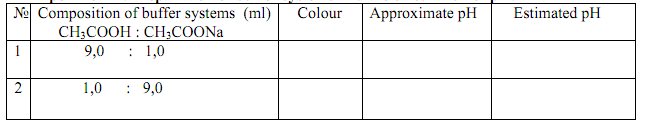 № Composition of buffer systems (ml) Colour Approximate pH Estimated pH
CH₃COOH : CH₃COONa
1 9,0 : 1,0
2 1,0 : 9,0